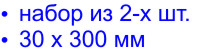 • набор из 2-х шт.
• 30 x 300 мм